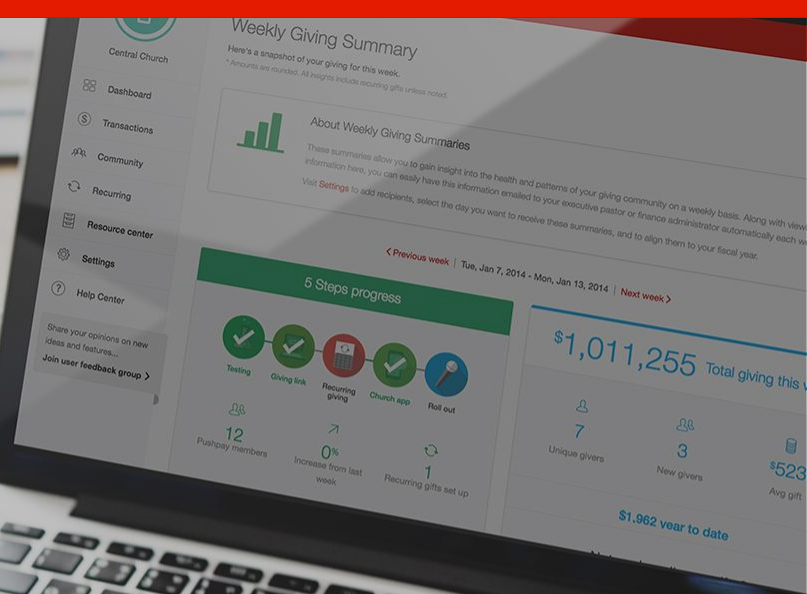 Central Church
Dashboard
Transactions
Community
Recurring
Resource center
Settings
Help Center
Share your opinions on new
ideas and features...
Join user feedback group >
Weekly Giving Summary
Here's a snapshot of your giving for this week.
* Amounts are rounded. All insights include recurring gifts unless noted.
About Weekly Giving Summaries
These summaries allow you to gain insight into the health and patterns of your giving community on a weekly basis. Along with view
information here, you can easily have this information emailed to your executive pastor or finance administrator automatically each
Visit Settings to add recipients, select the day you want to receive these summaries, and to align them to your fiscal year.
< Previous week | Tue, Jan 7, 2014 - Mon, Jan 13, 2014 | Next week >
5 Steps progress
Testing
Giving link
Recurring
giving
Church app
Roll out
12
Pushpay members
0%
Increase from last
week
1
Recurring gifts set up
$1,011,255 Total giving this
7
Unique givers
3
New givers
$523
Avg gift
$1.962 year to date